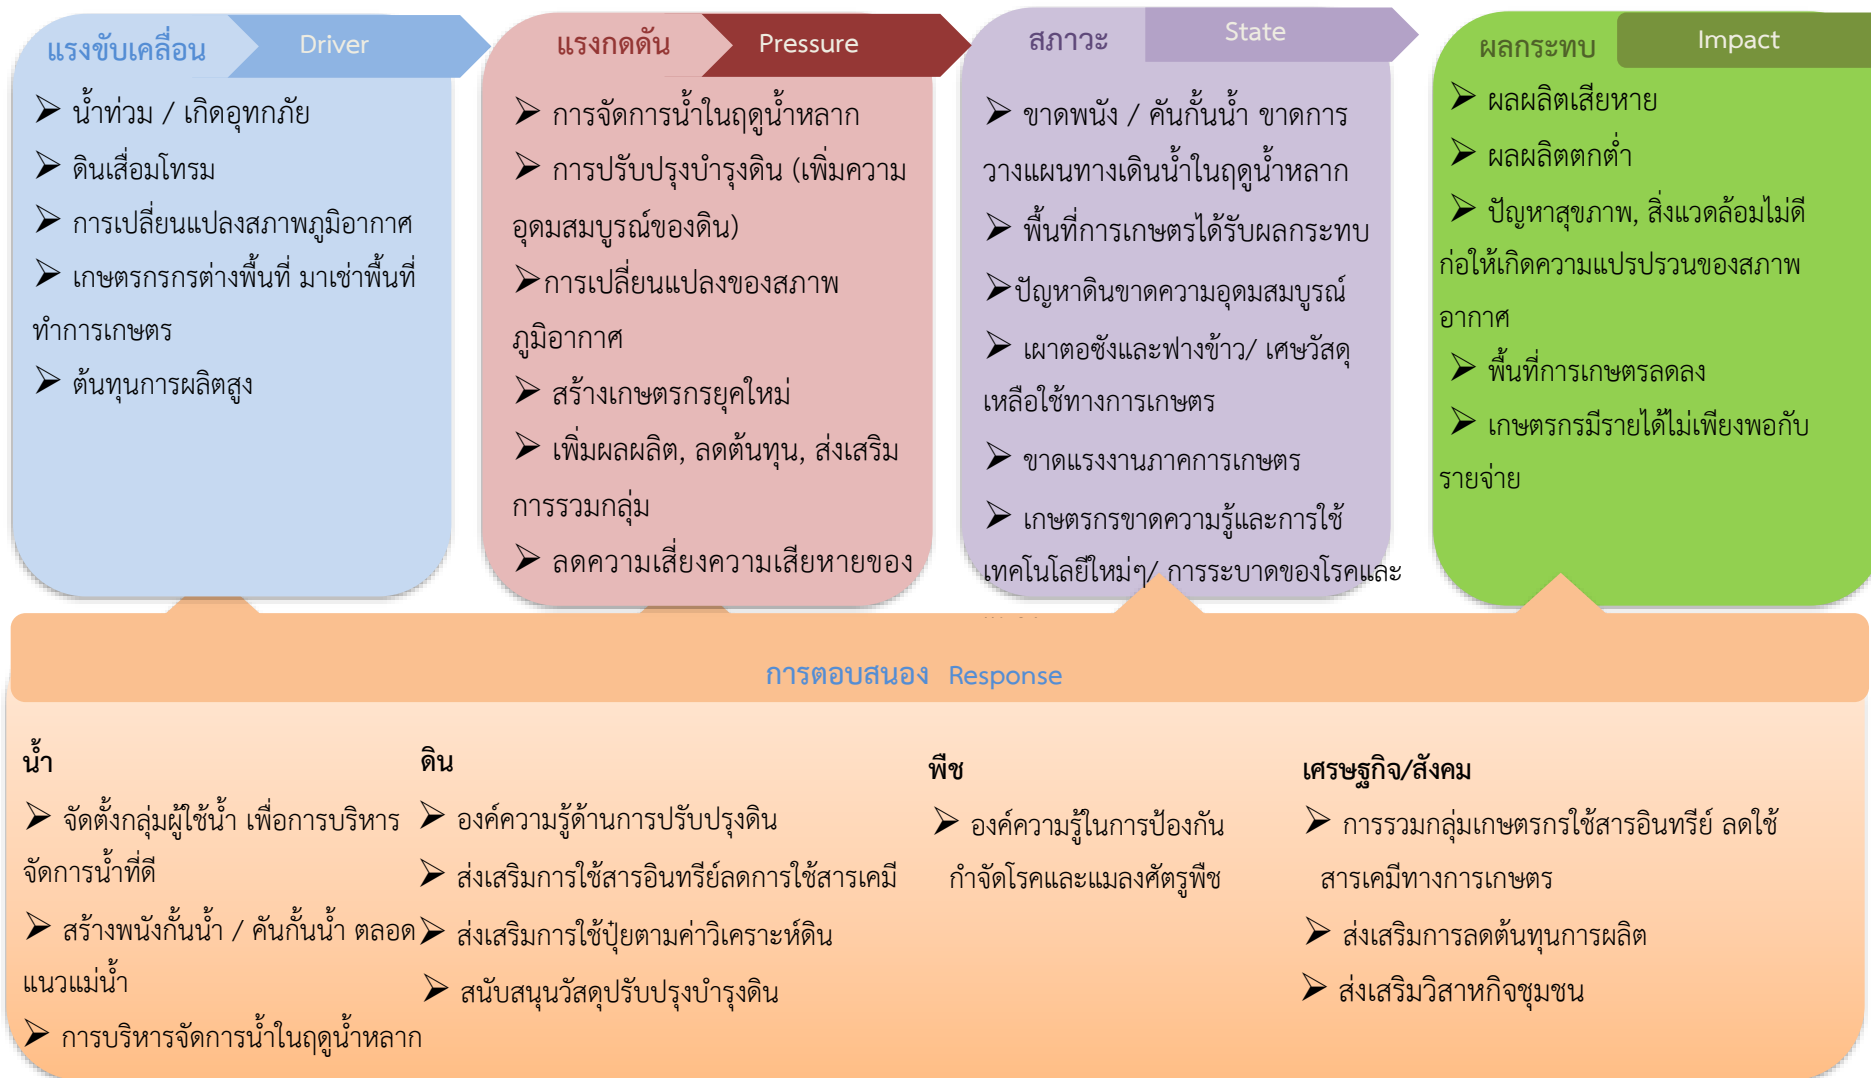 แรงขับเคลื่อน Driver
➢ น้ำท่วม / เกิดอุทกภัย
➢ ดินเสื่อมโทรม
➢ การเปลี่ยนแปลงสภาพภูมิอากาศ
➢ เกษตรกรกรต่างพื้นที่ มาเช่าพื้นที่
ทำการเกษตร
➢ ต้นทุนการผลิตสูง
แรงกดดัน Pressure
➢ การจัดการน้ำในฤดูน้ำหลาก
➢ การปรับปรุงบำรุงดิน (เพิ่มความ
อุดมสมบูรณ์ของดิน)
➢การเปลี่ยนแปลงของสภาพ
ภูมิอากาศ
➢ สร้างเกษตรกรยุคใหม่
➢ เพิ่มผลผลิต, ลดต้นทุน, ส่งเสริม
การรวมกลุ่ม
➢ ลดความเสี่ยงความเสียหายของ
สภาวะ State
➢ ขาดพนัง / คันกั้นน้ำ ขาดการ
วางแผนทางเดินน้ำในฤดูน้ำหลาก
➢ พื้นที่การเกษตรได้รับผลกระทบ
➢ปัญหาดินขาดความอุดมสมบูรณ์
➢ เผาตอซังและฟางข้าว/ เศษวัสดุ
เหลือใช้ทางการเกษตร
➢ ขาดแรงงานภาคการเกษตร
➢ เกษตรกรขาดความรู้และการใช้
เทคโนโลยีใหม่ๆ/ การระบาดของโรคและ
ผลกระทบ Impact
➢ ผลผลิตเสียหาย
➢ ผลผลิตตกต่ำ
➢ ปัญหาสุขภาพ, สิ่งแวดล้อมไม่ดี
ก่อให้เกิดความแปรปรวนของสภาพ
อากาศ
➢ พื้นที่การเกษตรลดลง
➢ เกษตรกรมีรายได้ไม่เพียงพอกับ
รายจ่าย
การตอบสนอง Response
น้ำ
➢ จัดตั้งกลุ่มผู้ใช้น้ำ เพื่อการบริหาร
จัดการน้ำที่ดี
➢ สร้างพนังกั้นน้ำ / คันกั้นน้ำ ตลอด
แนวแม่น้ำ
➢ การบริหารจัดการน้ำในฤดูน้ำหลาก
ดิน
➢ องค์ความรู้ด้านการปรับปรุงดิน
➢ ส่งเสริมการใช้สารอินทรีย์ลดการใช้สารเคมี
➢ ส่งเสริมการใช้ปุ๋ยตามค่าวิเคราะห์ดิน
➢ สนับสนุนวัสดุปรับปรุงบำรุงดิน
พืช
➢ องค์ความรู้ในการป้องกัน
กำจัดโรคและแมลงศัตรูพืช
เศรษฐกิจ/สังคม
➢ การรวมกลุ่มเกษตรกรใช้สารอินทรีย์ ลดใช้
สารเคมีทางการเกษตร
➢ ส่งเสริมการลดต้นทุนการผลิต
➢ ส่งเสริมวิสาหกิจชุมชน